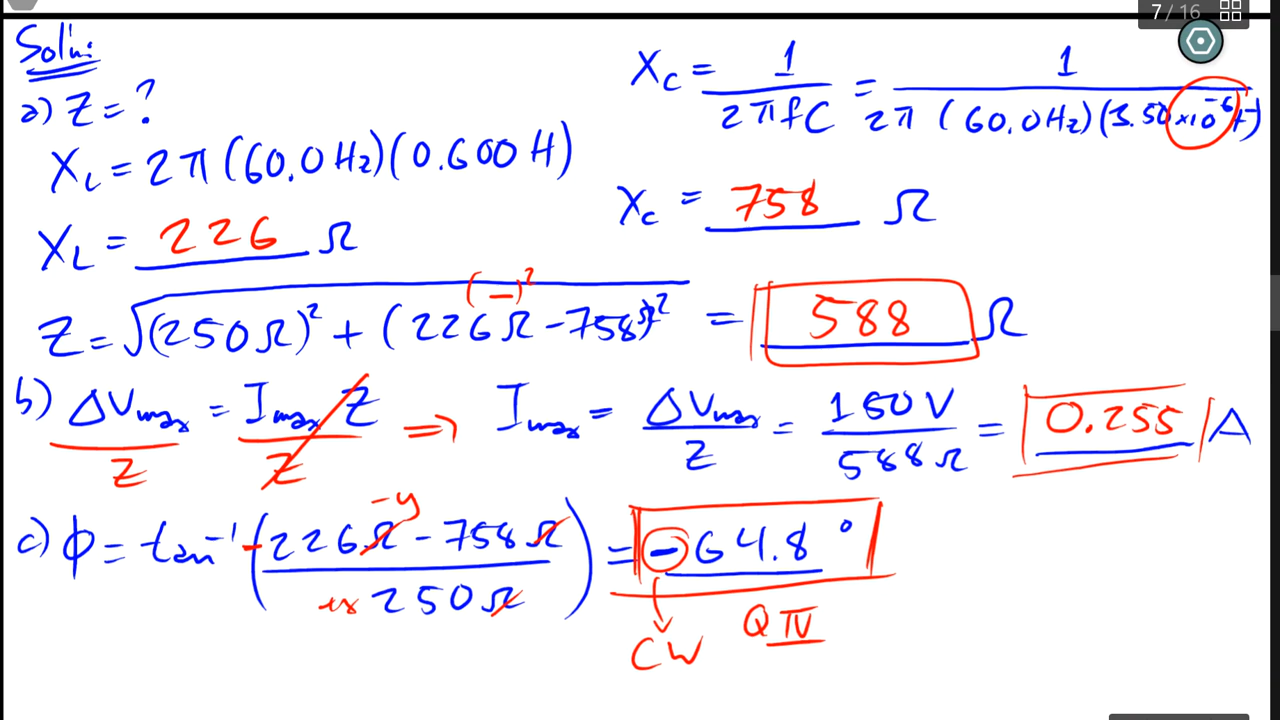 7 / 16
Sol'n:
a) Z = ?
X_L = 2π (60.0 Hz)(0.600 H)
X_L = 226 Ω
X_C = 1/(2πfC) = 1/(2π (60.0 Hz)(3.50 ×10⁻⁶ F))
X_C = 758 Ω
(−)²
Z = √((250 Ω)² + (226 Ω − 758 Ω)²) = 588 Ω
b) ΔV_max/Z = I_max Z/Z ⇒ I_max = ΔV_max/Z = 150 V/588 Ω = 0.255 A
−y
c) φ = tan⁻¹((226 Ω − 758 Ω)/250 Ω) = −64.8°
CW QIV